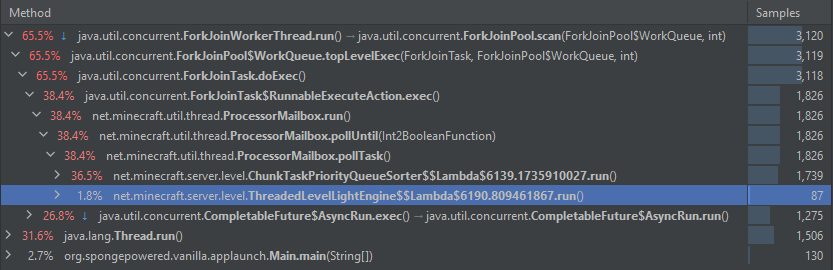 Method Samples
65.5% ↓ java.util.concurrent.ForkJoinWorkerThread.run() → java.util.concurrent.ForkJoinPool.scan(ForkJoinPool$WorkQueue, int) 3,120
65.5% java.util.concurrent.ForkJoinPool$WorkQueue.topLevelExec(ForkJoinTask, ForkJoinPool$WorkQueue, int) 3,119
65.5% java.util.concurrent.ForkJoinTask.doExec() 3,118
38.4% java.util.concurrent.ForkJoinTask$RunnableExecuteAction.exec() 1,826
38.4% net.minecraft.util.thread.ProcessorMailbox.run() 1,826
38.4% net.minecraft.util.thread.ProcessorMailbox.pollUntil(Int2BooleanFunction) 1,826
38.4% net.minecraft.util.thread.ProcessorMailbox.pollTask() 1,826
36.5% net.minecraft.server.level.ChunkTaskPriorityQueueSorter$$Lambda$6139.1735910027.run() 1,739
1.8% net.minecraft.server.level.ThreadedLevelLightEngine$$Lambda$6190.809461867.run() 87
26.8% ↓ java.util.concurrent.CompletableFuture$AsyncRun.exec() → java.util.concurrent.CompletableFuture$AsyncRun.run() 1,275
31.6% java.lang.Thread.run() 1,506
2.7% org.spongepowered.vanilla.applaunch.Main.main(String[]) 130